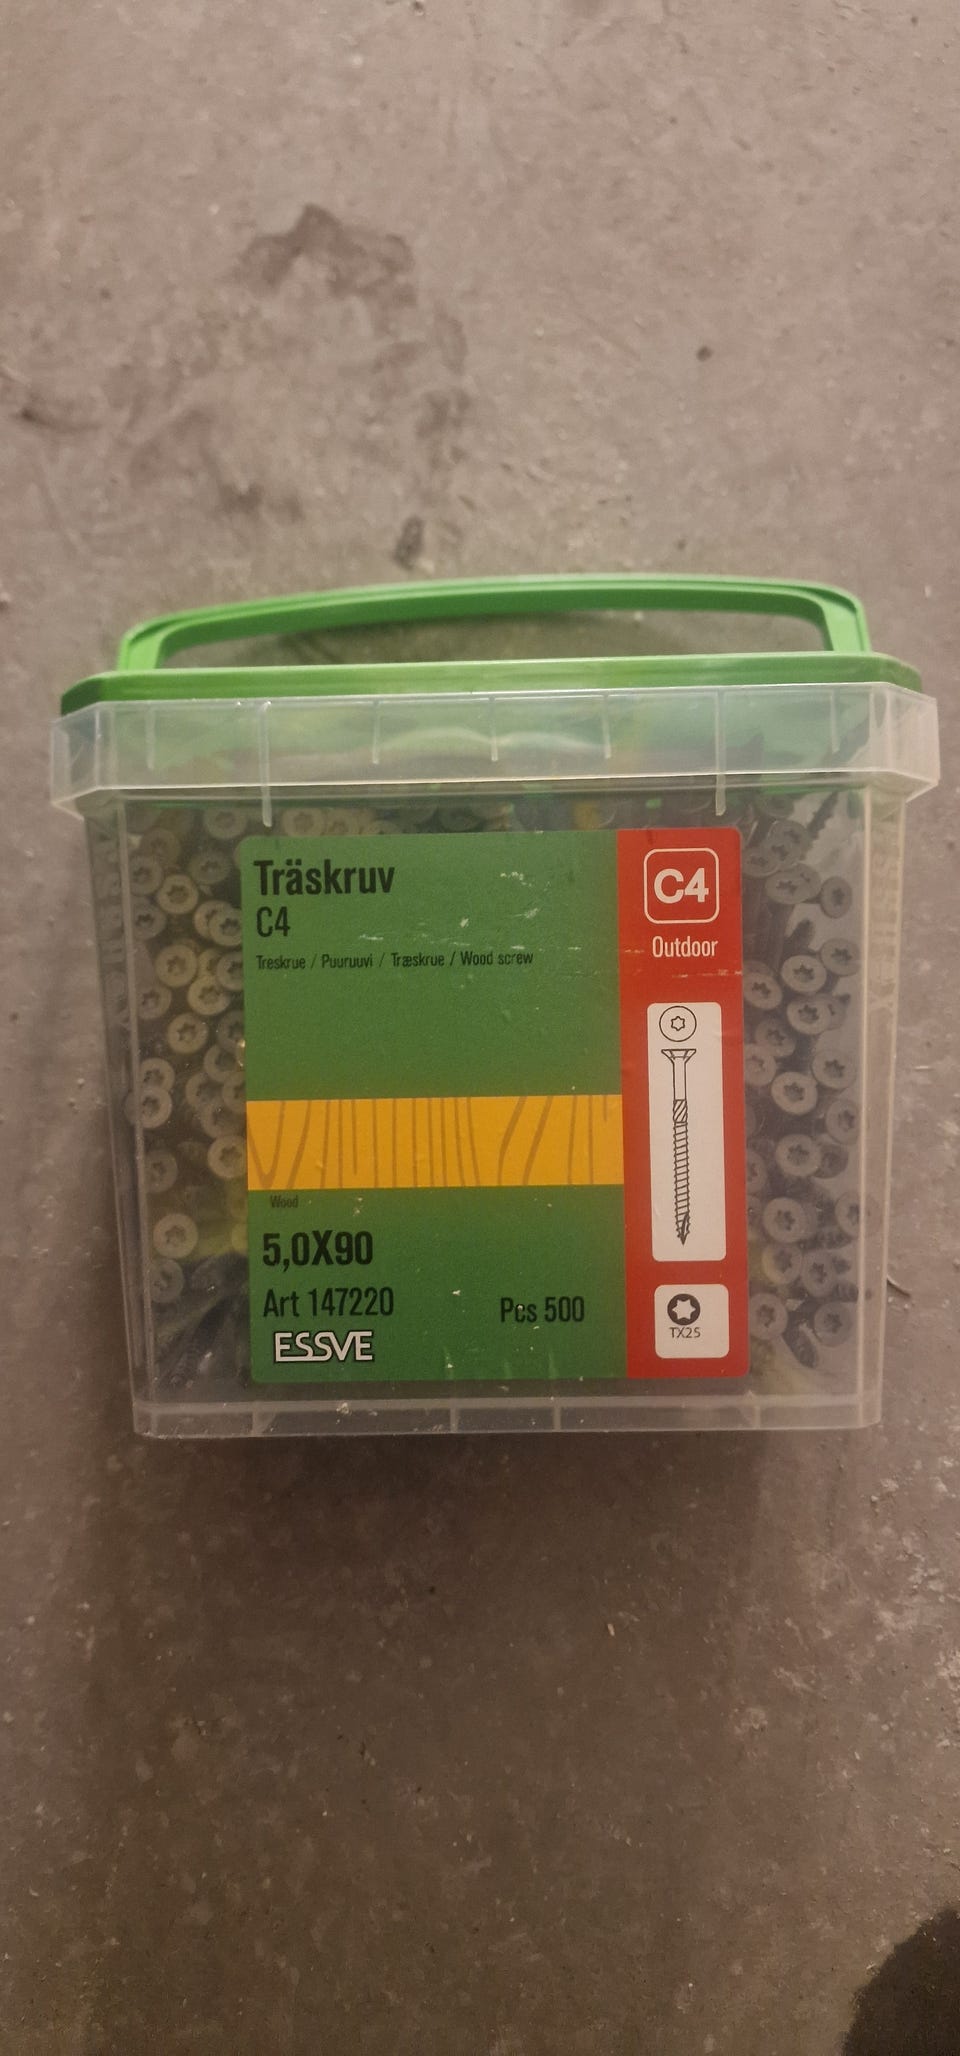 Träskruv
C4
Treskrue / Puuruuvi / Træskrue / Wood screw
C4
Outdoor
Wood
5,0X90
Art 147220
Pcs 500
ESSVE
TX25